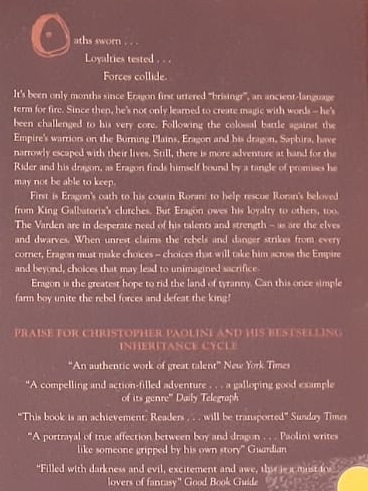 Oaths sworn . . .
Loyalties tested . . .
Forces collide.
It's been only months since Eragon first uttered "brisingr", an ancient-language
term for fire. Since then, he's not only learned to create magic with words – he's
been challenged to his very core. Following the colossal battle against the
Empire's warriors on the Burning Plains, Eragon and his dragon, Saphira, have
narrowly escaped with their lives. Still, there is more adventure at hand for the
Rider and his dragon, as Eragon finds himself bound by a tangle of promises he
may not be able to keep.
First is Eragon's oath to his cousin Roran: to help rescue Roran's beloved
from King Galbatorix's clutches. But Eragon owes his loyalty to others, too.
The Varden are in desperate need of his talents and strength – as are the elves
and dwarves. When unrest claims the rebels and danger strikes from every
corner, Eragon must make choices – choices that will take him across the Empire
and beyond, choices that may lead to unimagined sacrifice.
Eragon is the greatest hope to rid the land of tyranny. Can this once simple
farm boy unite the rebel forces and defeat the king?
PRAISE FOR CHRISTOPHER PAOLINI AND HIS BESTSELLING
INHERITANCE CYCLE
"An authentic work of great talent" New York Times
"A compelling and action-filled adventure . . . a galloping good example
of its genre" Daily Telegraph
"This book is an achievement. Readers . . . will be transported" Sunday Times
"A portrayal of true affection between boy and dragon . . . Paolini writes
like someone gripped by his own story" Guardian
"Filled with darkness and evil, excitement and awe, this is a must for
lovers of fantasy" Good Book Guide